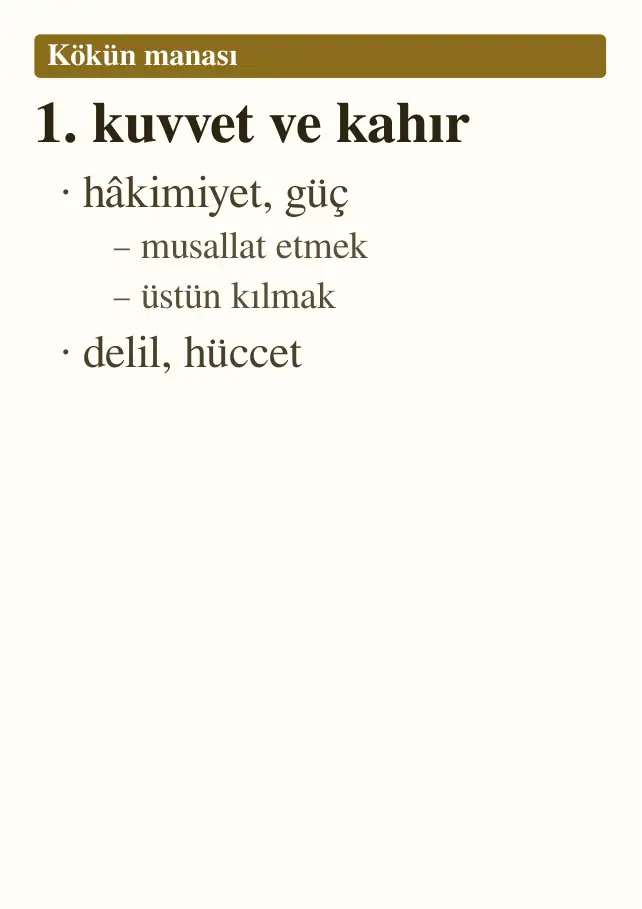 Kökün manası
1. kuvvet ve kahır
· hâkimiyet, güç
– musallat etmek
– üstün kılmak
· delil, hüccet